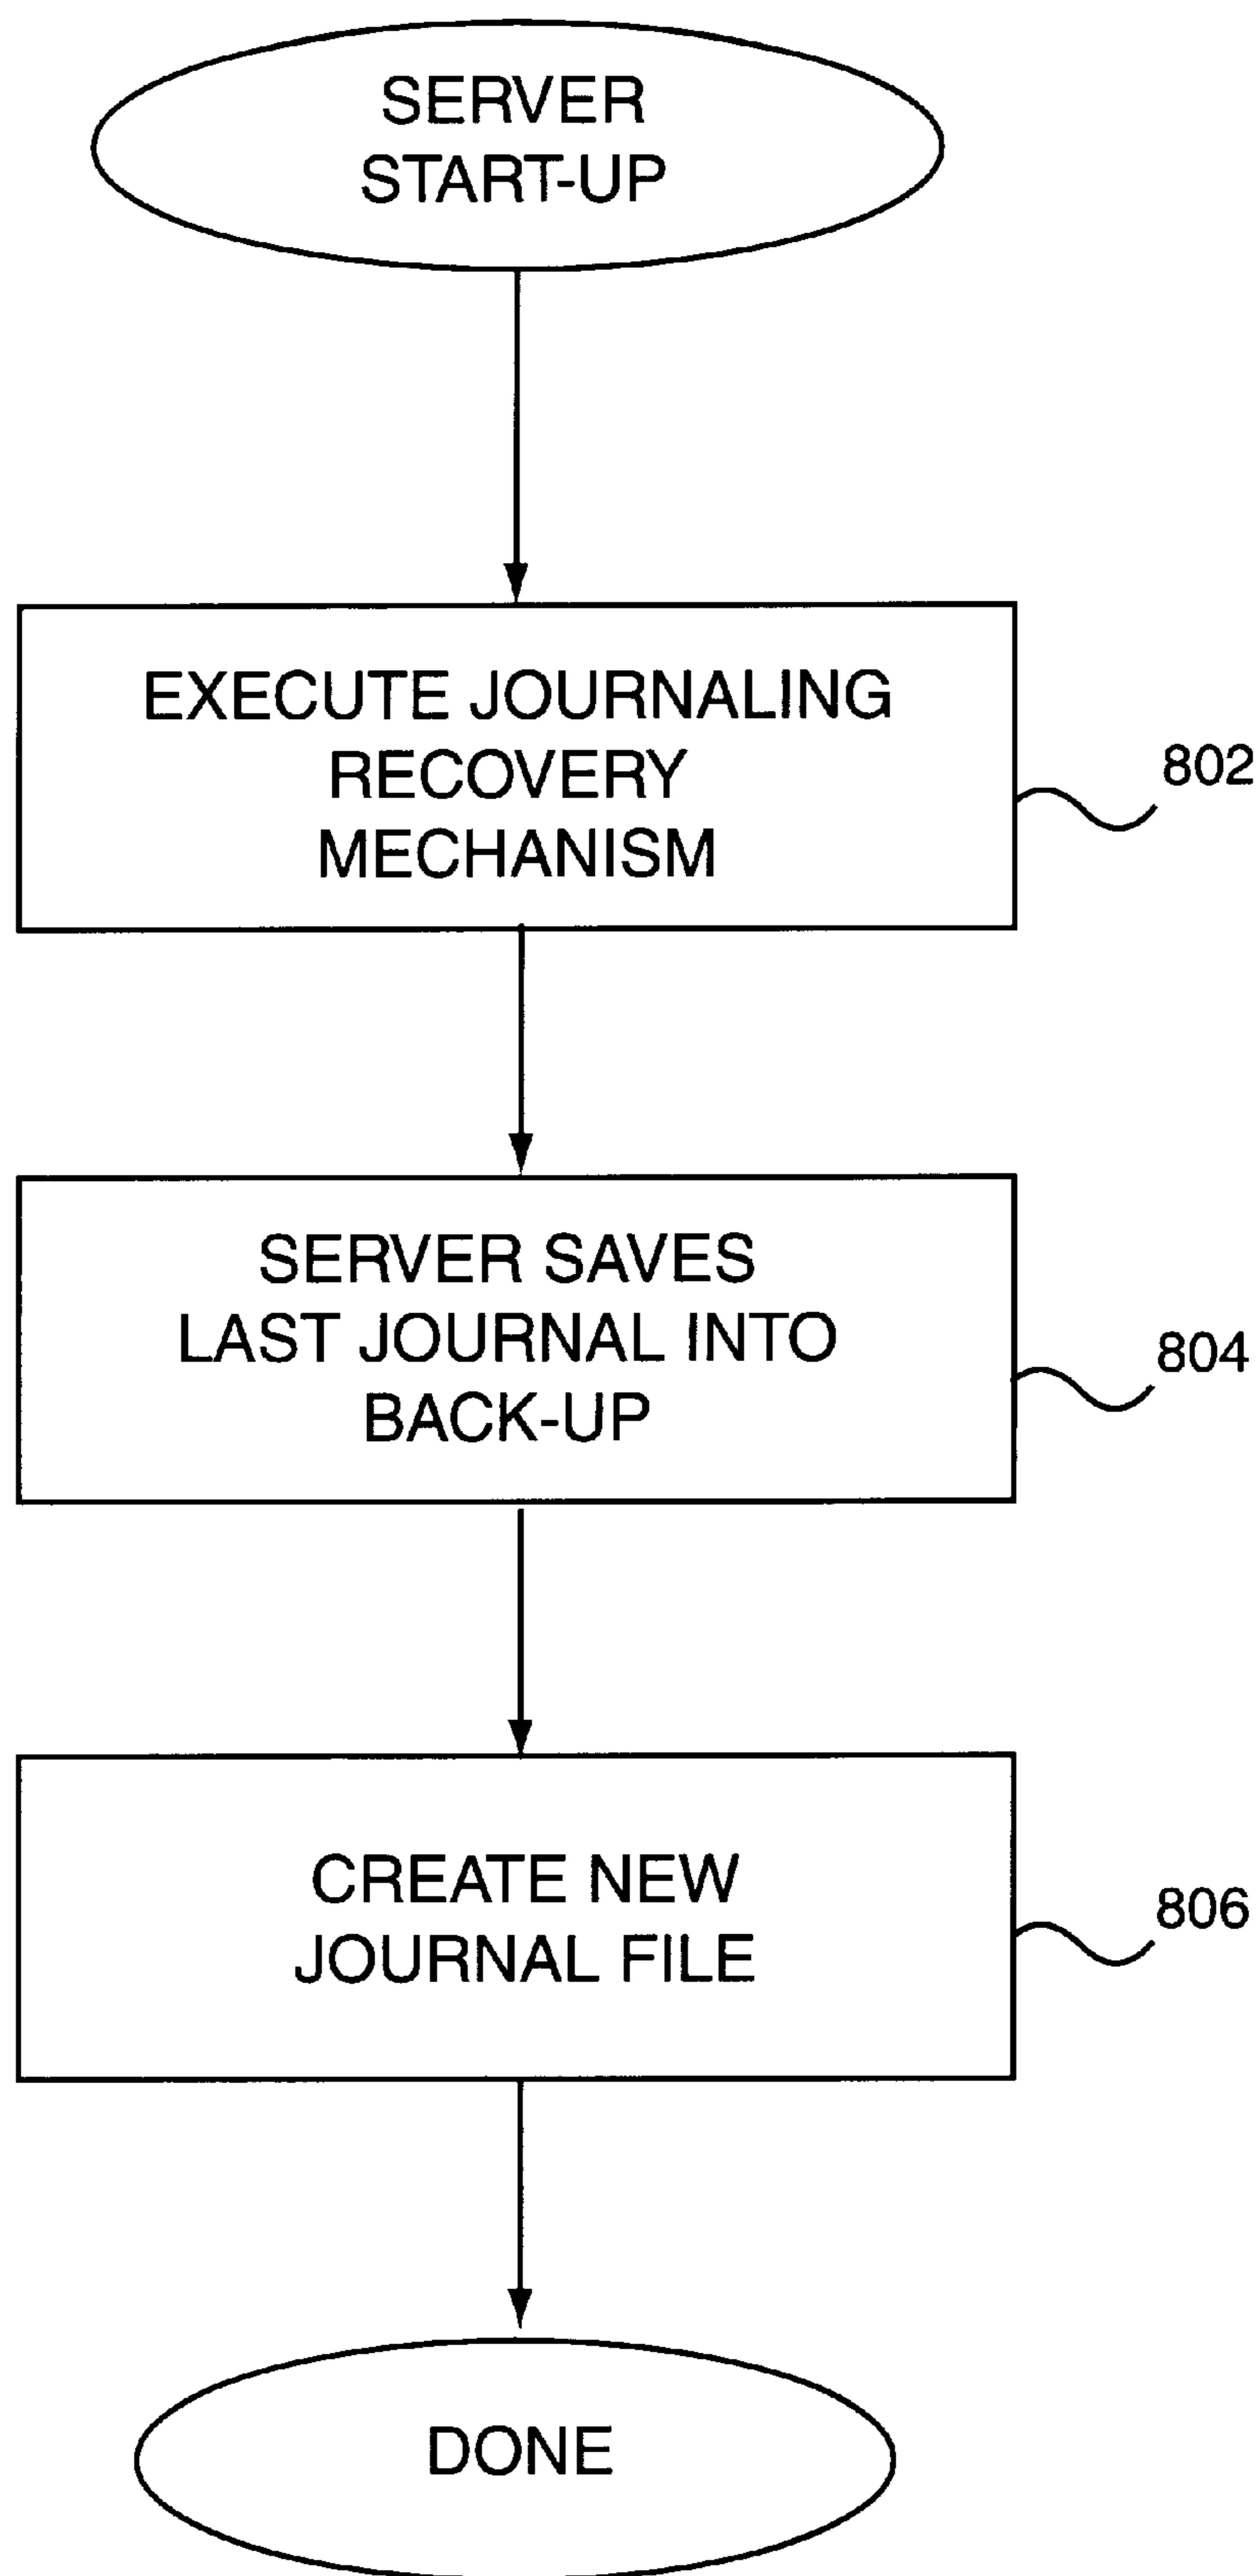 SERVER
START-UP
EXECUTE JOURNALING
RECOVERY
MECHANISM
802
SERVER SAVES
LAST JOURNAL INTO
BACK-UP
804
CREATE NEW
JOURNAL FILE
806
DONE